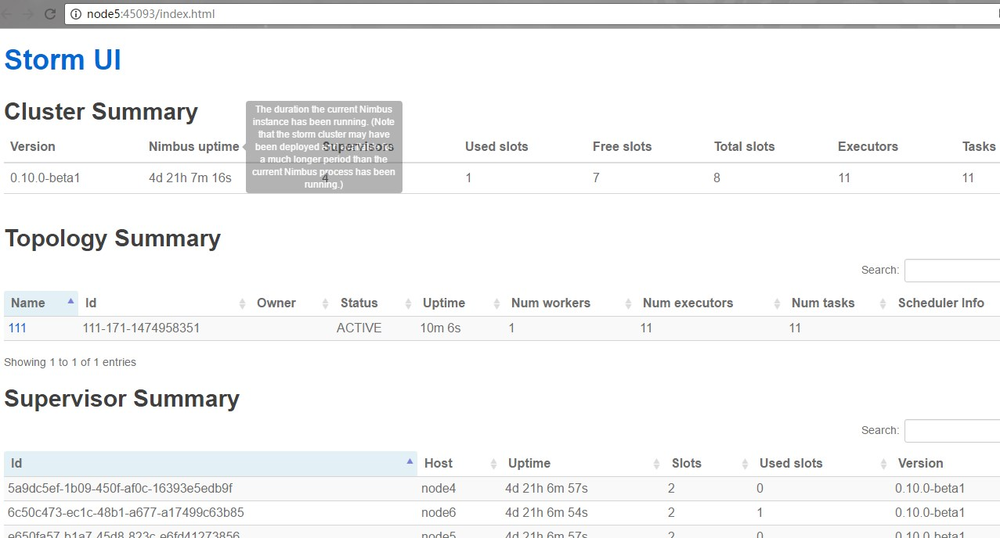 node5:45093/index.html
Storm UI
Cluster Summary
The duration the current Nimbus
instance has been running. (Note
that the storm cluster may have
been deployed and
a much longer period than the
current Nimbus process has been
running.)
Version Nimbus uptime Supervisors Used slots Free slots Total slots Executors Tasks
0.10.0-beta1 4d 21h 7m 16s 4 1 7 8 11 11
Topology Summary
Search:
Name Id Owner Status Uptime Num workers Num executors Num tasks Scheduler Info
111 111-171-1474958351 ACTIVE 10m 6s 1 11 11
Showing 1 to 1 of 1 entries
Supervisor Summary
Search:
Id Host Uptime Slots Used slots Version
5a9dc5ef-1b09-450f-af0c-16393e5edb9f node4 4d 21h 6m 57s 2 0 0.10.0-beta1
6c50c473-ec1c-48b1-a677-a17499c63b85 node6 4d 21h 6m 54s 2 1 0.10.0-beta1
e650fa57-b1a7-45d8-823c-e6fd41273856 node5 4d 21h 6m 57s 2 0 0.10.0-beta1